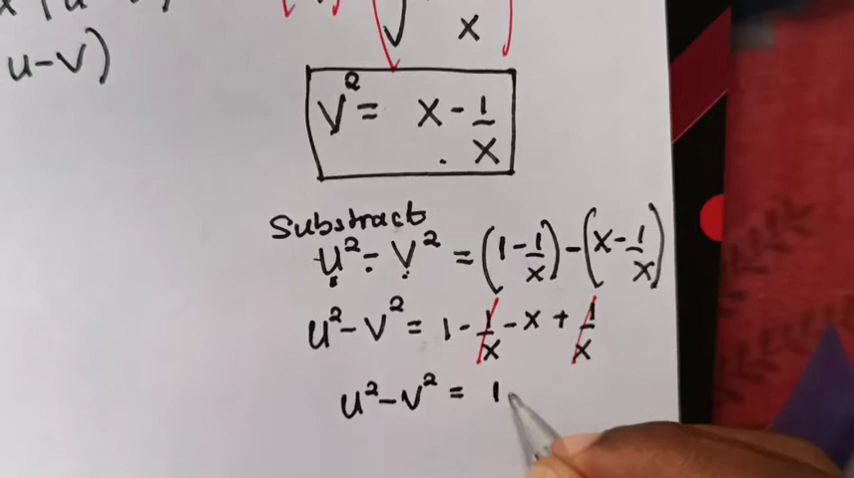 u-v)
√ x
V² = x - 1/x
Substract
u² - v² = (1 - 1/x) - (x - 1/x)
u² - v² = 1 - 1/x - x + 1/x
u² - v² = 1